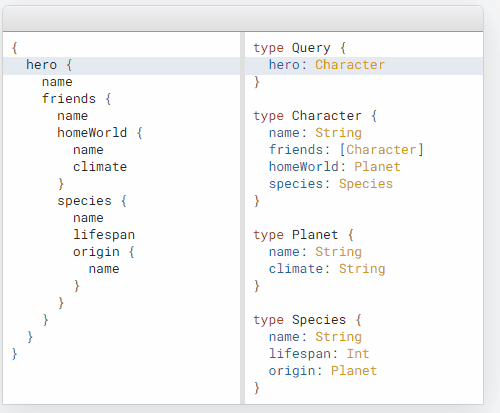 {
  hero {
    name
    friends {
      name
      homeWorld {
        name
        climate
      }
      species {
        name
        lifespan
        origin {
          name
        }
      }
    }
  }
}
type Query {
  hero: Character
}

type Character {
  name: String
  friends: [Character]
  homeWorld: Planet
  species: Species
}

type Planet {
  name: String
  climate: String
}

type Species {
  name: String
  lifespan: Int
  origin: Planet
}